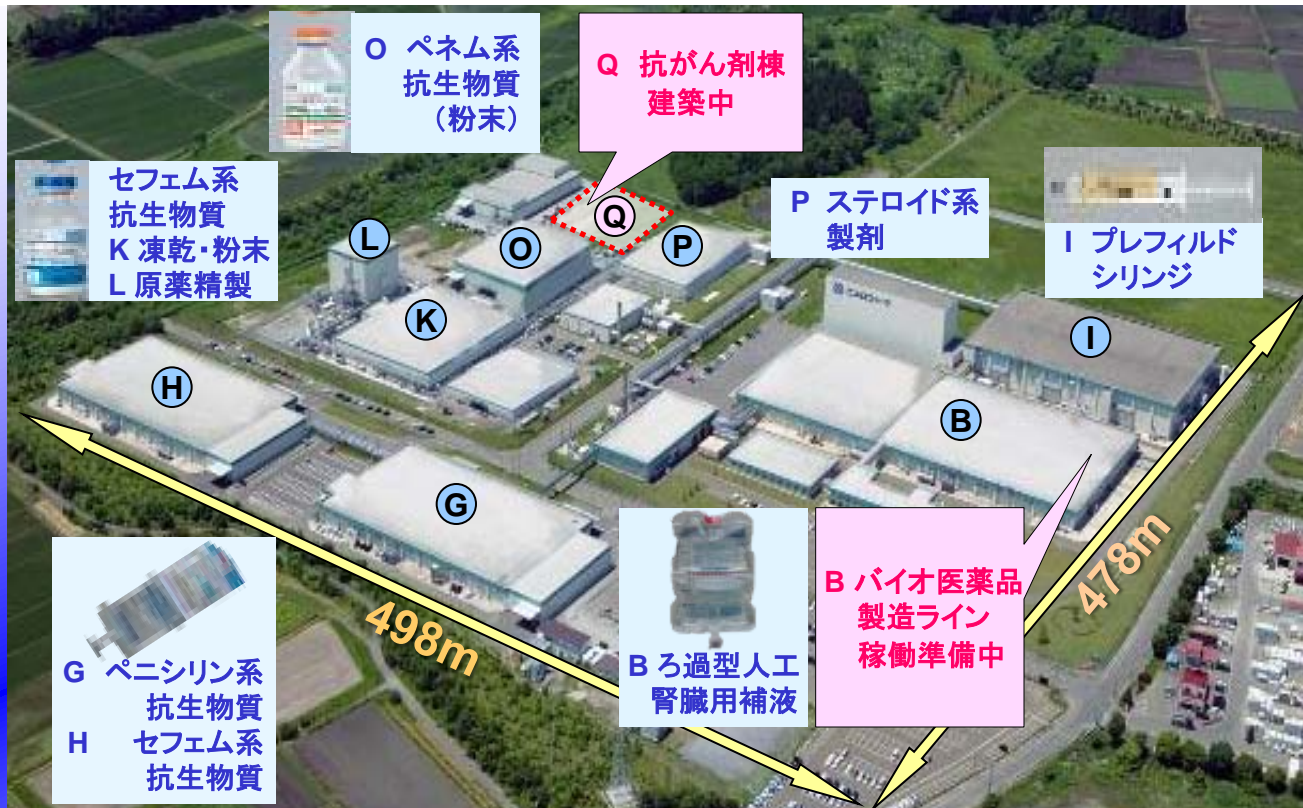 O ペネム系
抗生物質
（粉末）
Q 抗がん剤棟
建築中
セフェム系
抗生物質
K 凍乾・粉末
L 原薬精製
P ステロイド系
製剤
I プレフィルド
シリンジ
Q
L
O
P
K
I
H
B
G
498m
478m
G ペニシリン系
抗生物質
H セフェム系
抗生物質
B ろ過型人工
腎臓用補液
B バイオ医薬品
製造ライン
稼働準備中